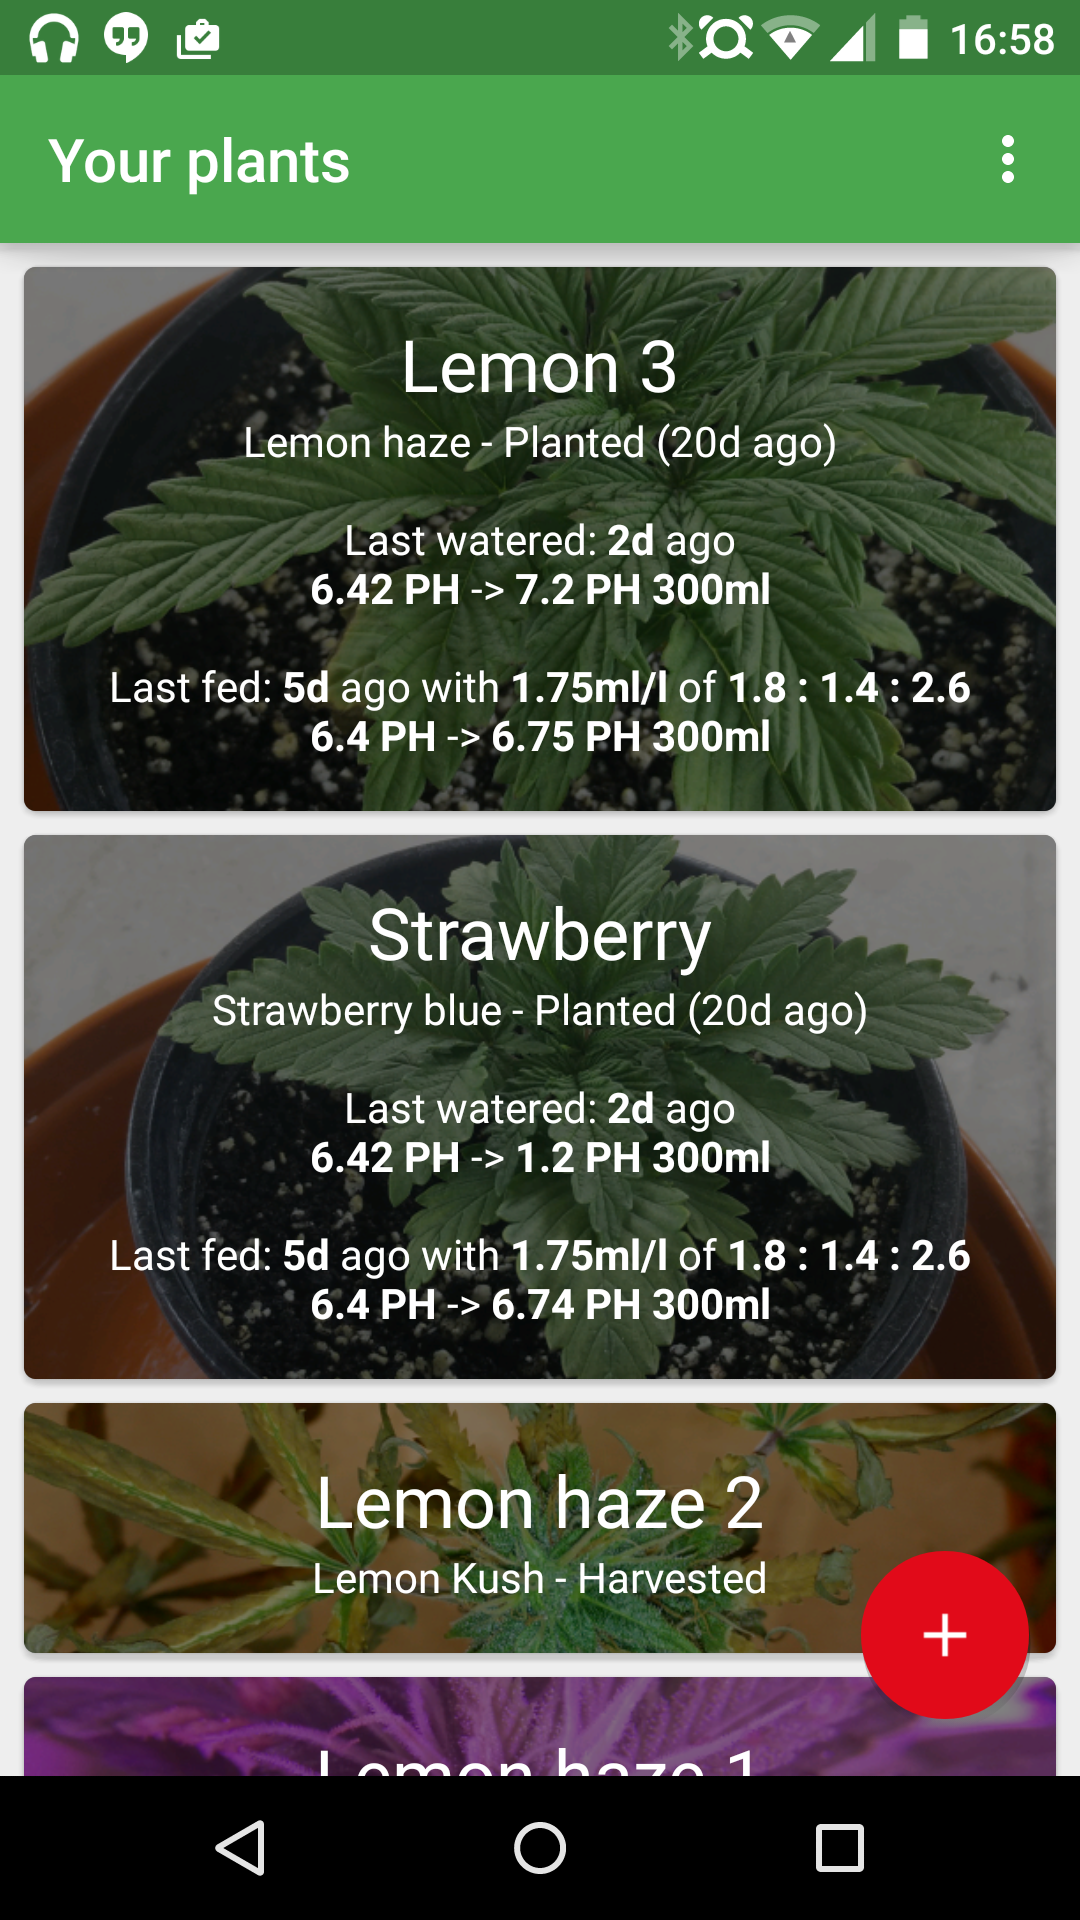 16:58
Your plants
Lemon 3
Lemon haze - Planted (20d ago)
Last watered: 2d ago
6.42 PH -> 7.2 PH 300ml
Last fed: 5d ago with 1.75ml/l of 1.8 : 1.4 : 2.6
6.4 PH -> 6.75 PH 300ml
Strawberry
Strawberry blue - Planted (20d ago)
Last watered: 2d ago
6.42 PH -> 1.2 PH 300ml
Last fed: 5d ago with 1.75ml/l of 1.8 : 1.4 : 2.6
6.4 PH -> 6.74 PH 300ml
Lemon haze 2
Lemon Kush - Harvested
Lemon haze 1